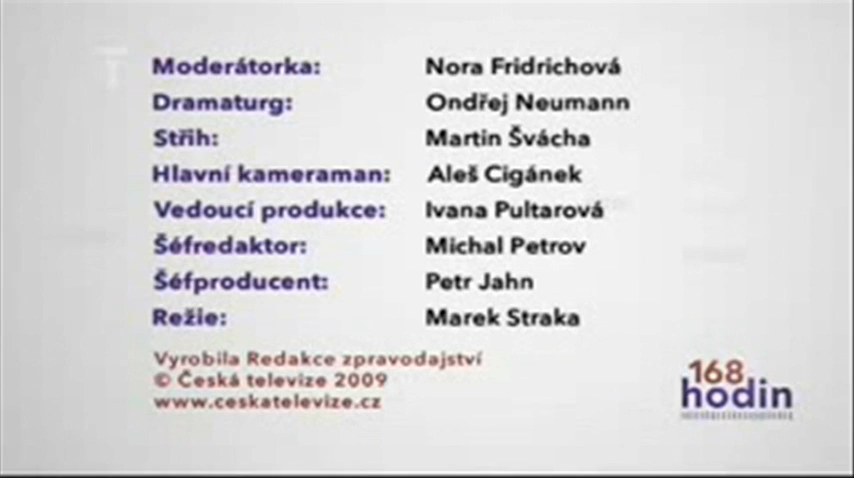 Moderátorka: Nora Fridrichová
Dramaturg: Ondřej Neumann
Střih: Martin Švácha
Hlavní kameraman: Aleš Cigánek
Vedoucí produkce: Ivana Pultarová
Šéfredaktor: Michal Petrov
Šéfproducent: Petr Jahn
Režie: Marek Straka
Vyrobila Redakce zpravodajství
© Česká televize 2009
www.ceskatelevize.cz
168
hodin